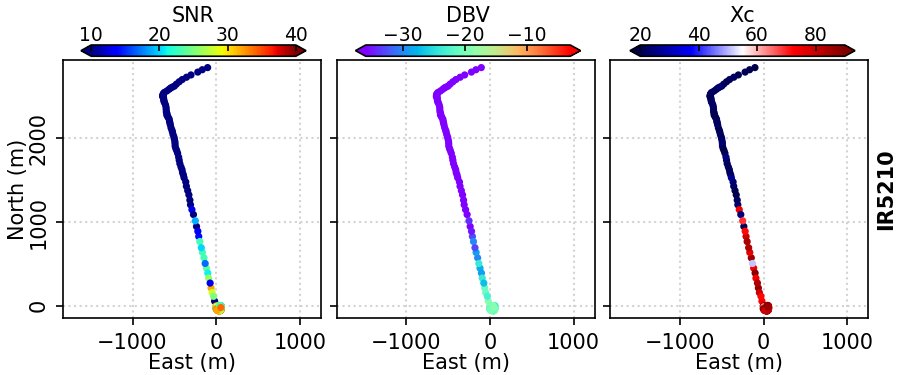 SNR DBV Xc
10 20 30 40 −30 −20 −10 20 40 60 80
North (m)
2000
1000
0
−1000 0 1000 −1000 0 1000 −1000 0 1000
East (m) East (m) East (m)
IR5210